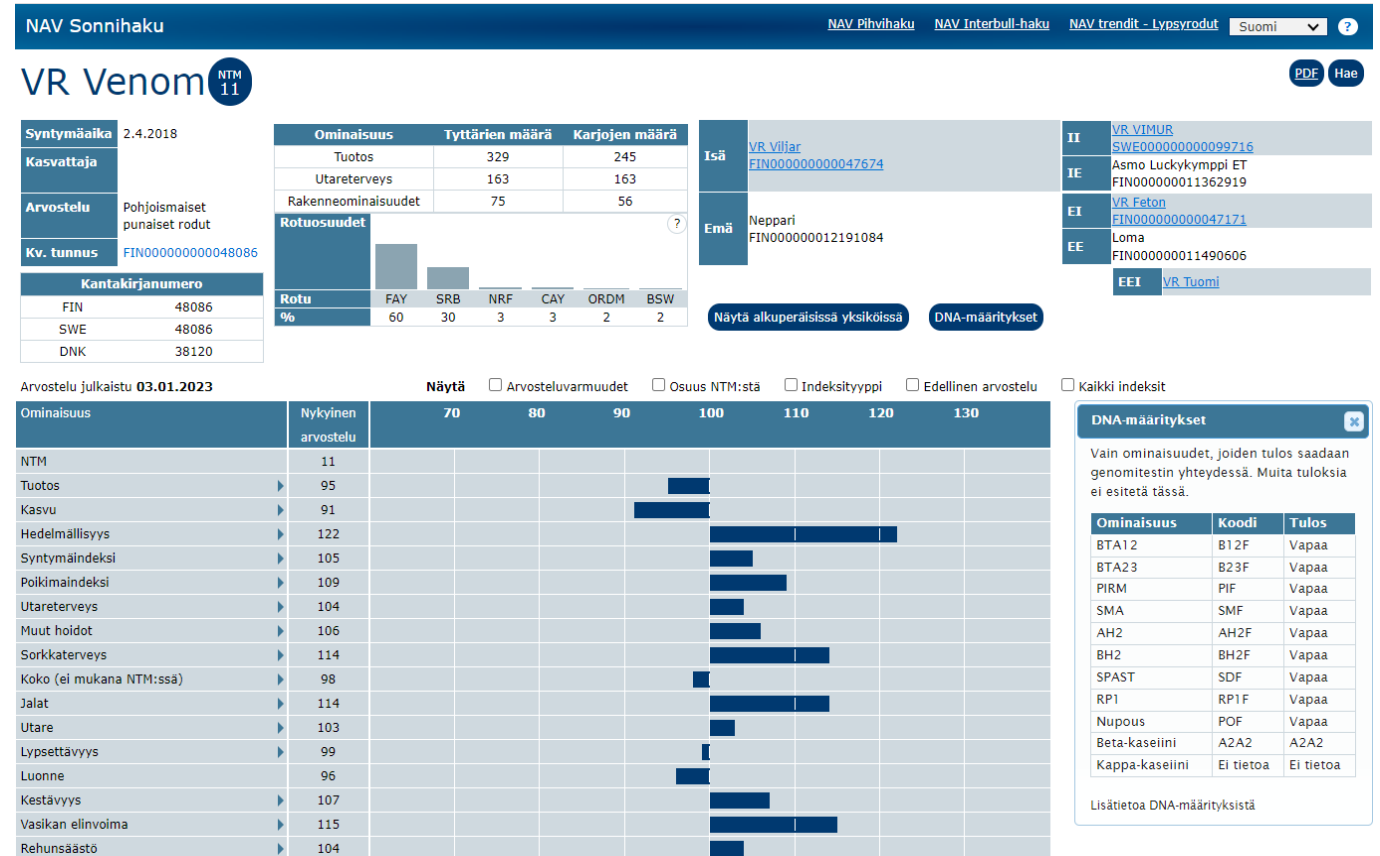 NAV Sonnihaku
NAV Pihvihaku NAV Interbull-haku NAV trendit - Lypsyrodut Suomi ?
VR Venom NTM 11
PDF Hae
Syntymäaika 2.4.2018
Kasvattaja
Arvostelu Pohjoismaiset
punaiset rodut
Kv. tunnus FIN000000000048086
Kantakirjanumero
FIN 48086
SWE 48086
DNK 38120
Ominaisuus Tyttärien määrä Karjojen määrä
Tuotos 329 245
Utareterveys 163 163
Rakenneominaisuudet 75 56
Rotuosuudet ?
Rotu FAY SRB NRF CAY ORDM BSW
% 60 30 3 3 2 2
Isä VR Viljar
FIN000000000047674
Emä Neppari
FIN000000012191084
II VR VIMUR
SWE000000000099716
IE Asmo Luckykymppi ET
FIN000000011362919
EI VR Feton
FIN000000000047171
EE Loma
FIN000000011490606
EEI VR Tuomi
Näytä alkuperäisissä yksiköissä DNA-määritykset
Arvostelu julkaistu 03.01.2023 Näytä Arvosteluvarmuudet Osuus NTM:stä Indeksityyppi Edellinen arvostelu Kaikki indeksit
Ominaisuus Nykyinen arvostelu 70 80 90 100 110 120 130
NTM 11
Tuotos 95
Kasvu 91
Hedelmällisyys 122
Syntymäindeksi 105
Poikimaindeksi 109
Utareterveys 104
Muut hoidot 106
Sorkkaterveys 114
Koko (ei mukana NTM:ssä) 98
Jalat 114
Utare 103
Lypsettävyys 99
Luonne 96
Kestävyys 107
Vasikan elinvoima 115
Rehunsäästö 104
DNA-määritykset
Vain ominaisuudet, joiden tulos saadaan
genomitestin yhteydessä. Muita tuloksia
ei esitetä tässä.
Ominaisuus Koodi Tulos
BTA12 B12F Vapaa
BTA23 B23F Vapaa
PIRM PIF Vapaa
SMA SMF Vapaa
AH2 AH2F Vapaa
BH2 BH2F Vapaa
SPAST SDF Vapaa
RP1 RP1F Vapaa
Nupous POF Vapaa
Beta-kaseiini A2A2 A2A2
Kappa-kaseiini Ei tietoa Ei tietoa
Lisätietoa DNA-määrityksistä